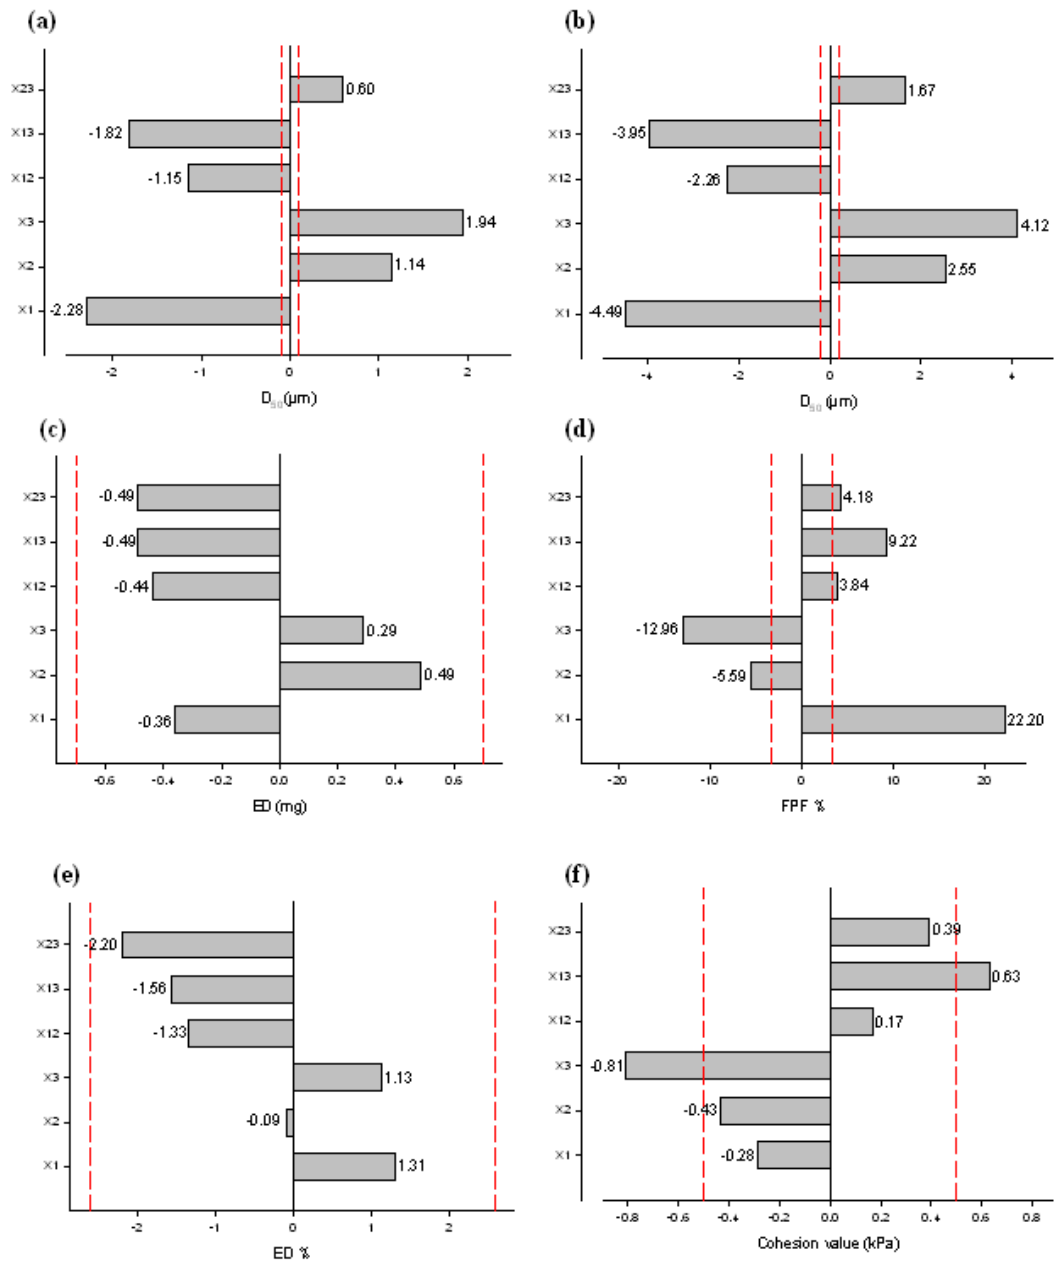 (a)
X23
0.60
X13
-1.82
X12
-1.15
X3
1.94
X2
1.14
X1
-2.28
-2 -1 0 1 2
D50(µm)
(b)
X23
1.67
X13
-3.95
X12
-2.26
X3
4.12
X2
2.55
X1
-4.49
-4 -2 0 2 4
D50 (µm)
(c)
X23
-0.49
X13
-0.49
X12
-0.44
X3
0.29
X2
0.49
X1
-0.36
-0.6 -0.4 -0.2 0.0 0.2 0.4 0.6
ED (mg)
(d)
X23
4.18
X13
9.22
X12
3.84
X3
-12.96
X2
-5.59
X1
22.20
-20 -10 0 10 20
FPF %
(e)
X23
-2.20
X13
-1.56
X12
-1.33
X3
1.13
X2
-0.09
X1
1.31
-2 -1 0 1 2
ED %
(f)
X23
0.39
X13
0.63
X12
0.17
X3
-0.81
X2
-0.43
X1
-0.28
-0.8 -0.6 -0.4 -0.2 0.0 0.2 0.4 0.6 0.8
Cohesion value (kPa)